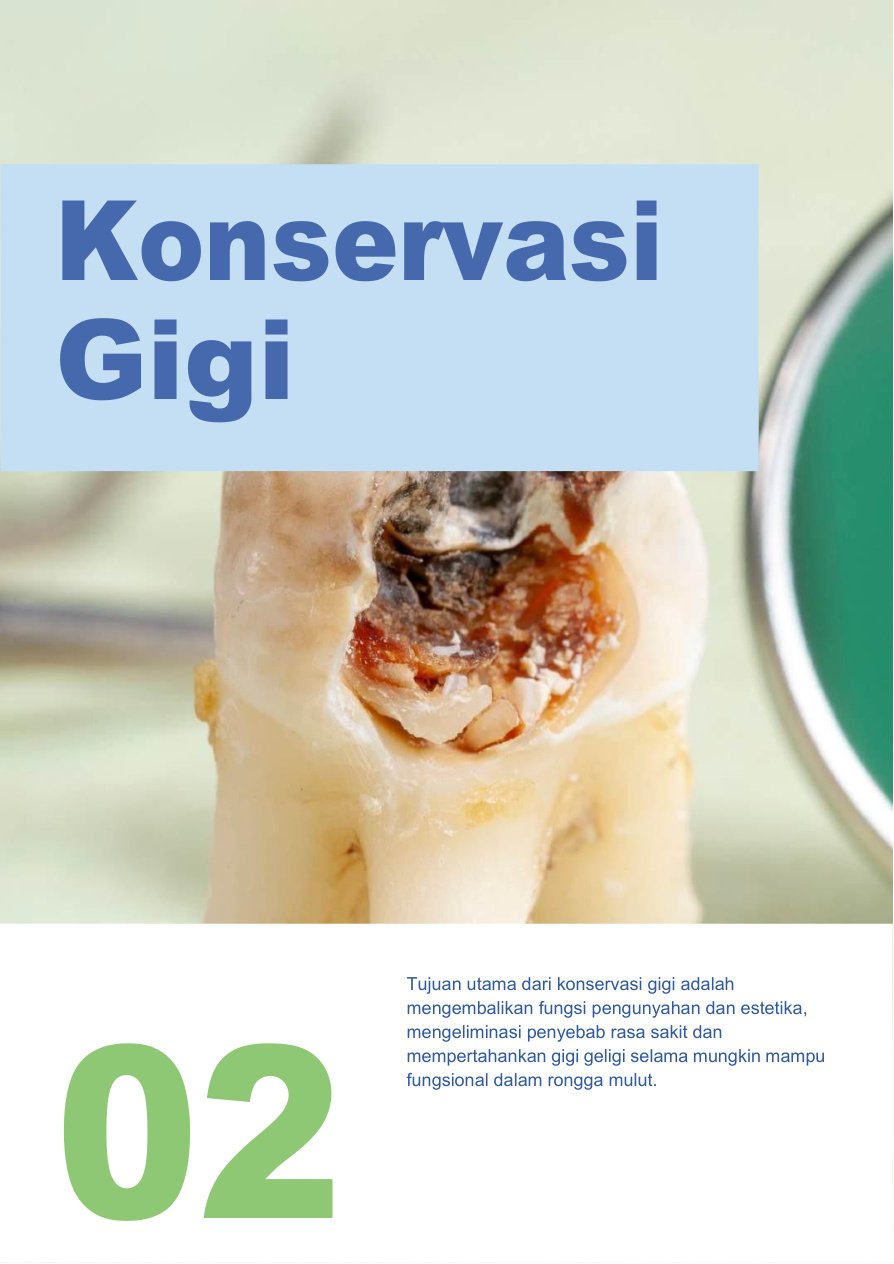 Konservasi
Gigi
02
Tujuan utama dari konservasi gigi adalah
mengembalikan fungsi pengunyahan dan estetika,
mengeliminasi penyebab rasa sakit dan
mempertahankan gigi geligi selama mungkin mampu
fungsional dalam rongga mulut.